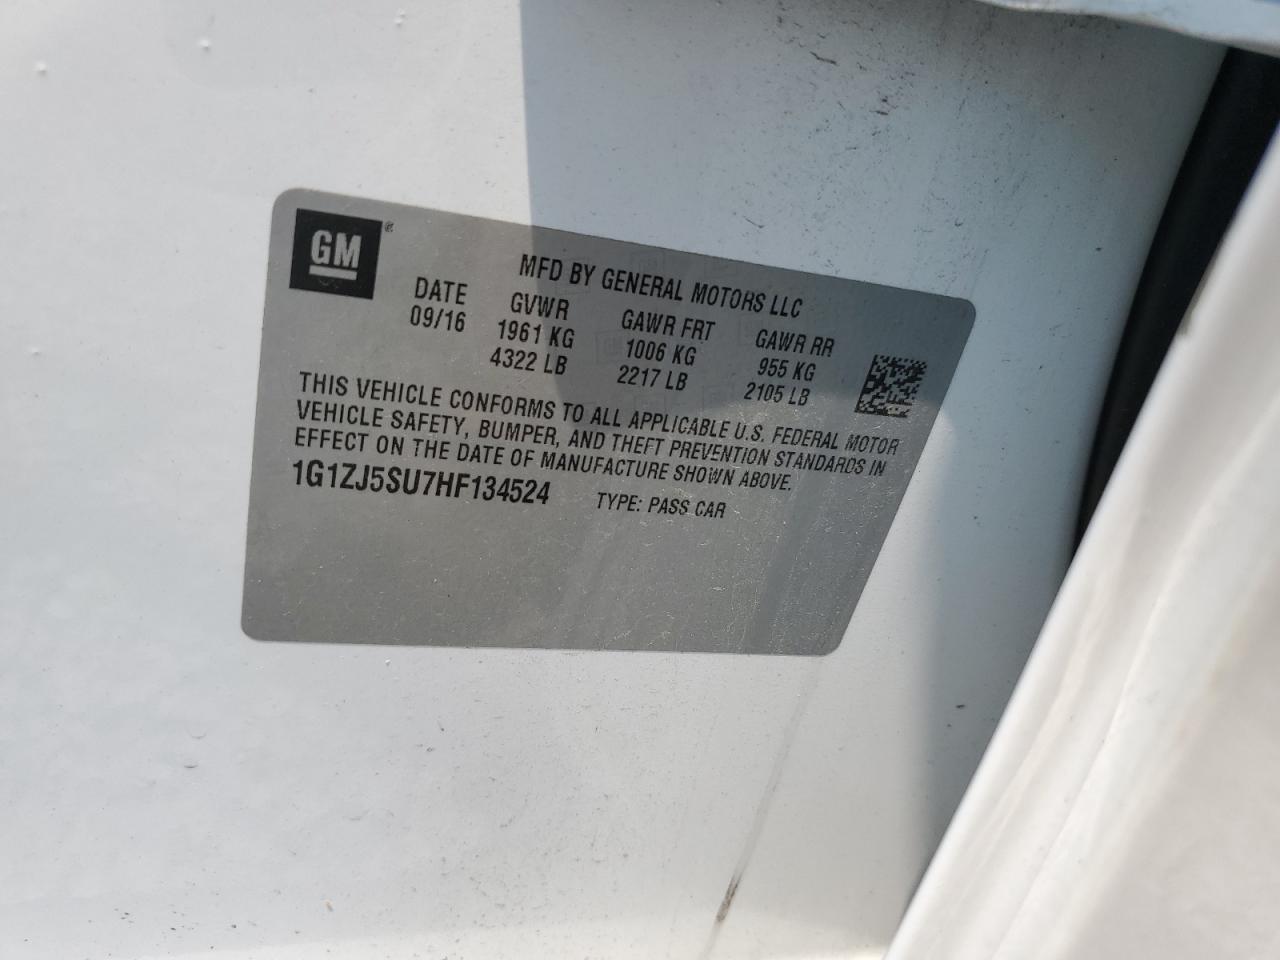 GM ®
MFD BY GENERAL MOTORS LLC
DATE GVWR GAWR FRT GAWR RR
09/16 1961 KG 1006 KG 955 KG
4322 LB 2217 LB 2105 LB
THIS VEHICLE CONFORMS TO ALL APPLICABLE U.S. FEDERAL MOTOR
VEHICLE SAFETY, BUMPER, AND THEFT PREVENTION STANDARDS IN
EFFECT ON THE DATE OF MANUFACTURE SHOWN ABOVE.
1G1ZJ5SU7HF134524 TYPE: PASS CAR